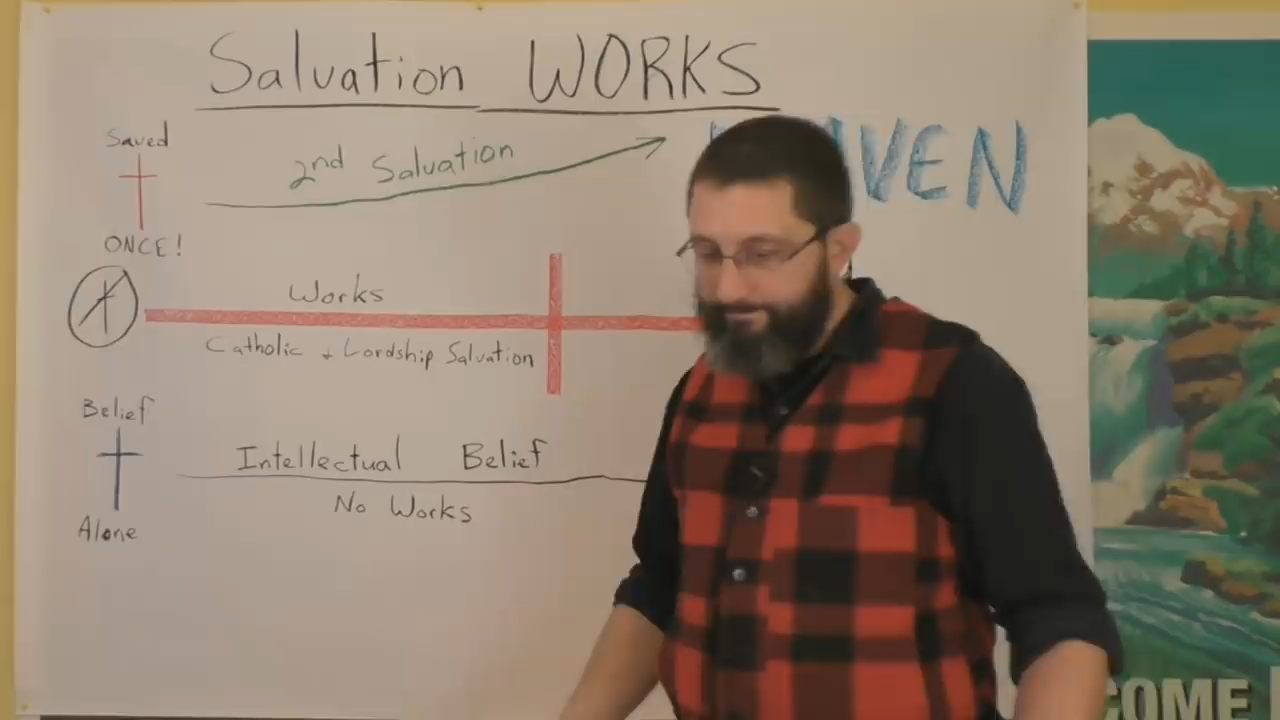 Salvation WORKS
Saved
2nd Salvation
VEN
ONCE!
Works
Catholic + Lordship Salvation
Belief
Intellectual Belief
No Works
Alone
COME